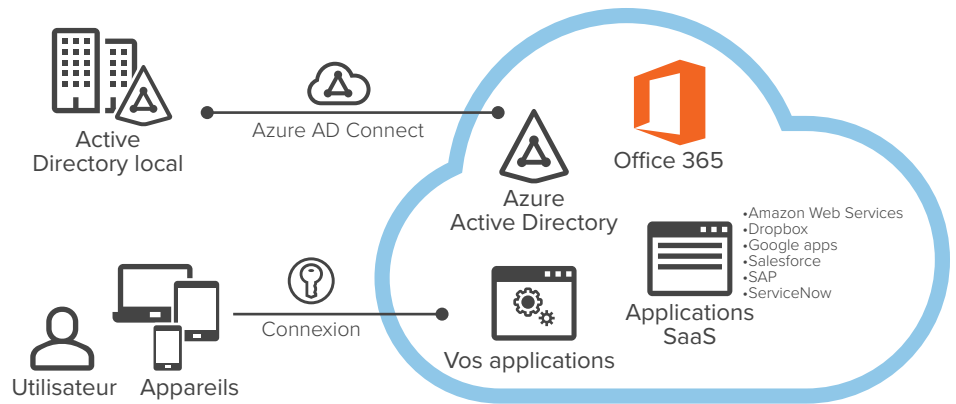 Active
Directory local
Azure AD Connect
Azure
Active Directory
Office 365
•Amazon Web Services
•Dropbox
•Google apps
•Salesforce
•SAP
•ServiceNow
Applications
SaaS
Utilisateur
Appareils
Connexion
Vos applications